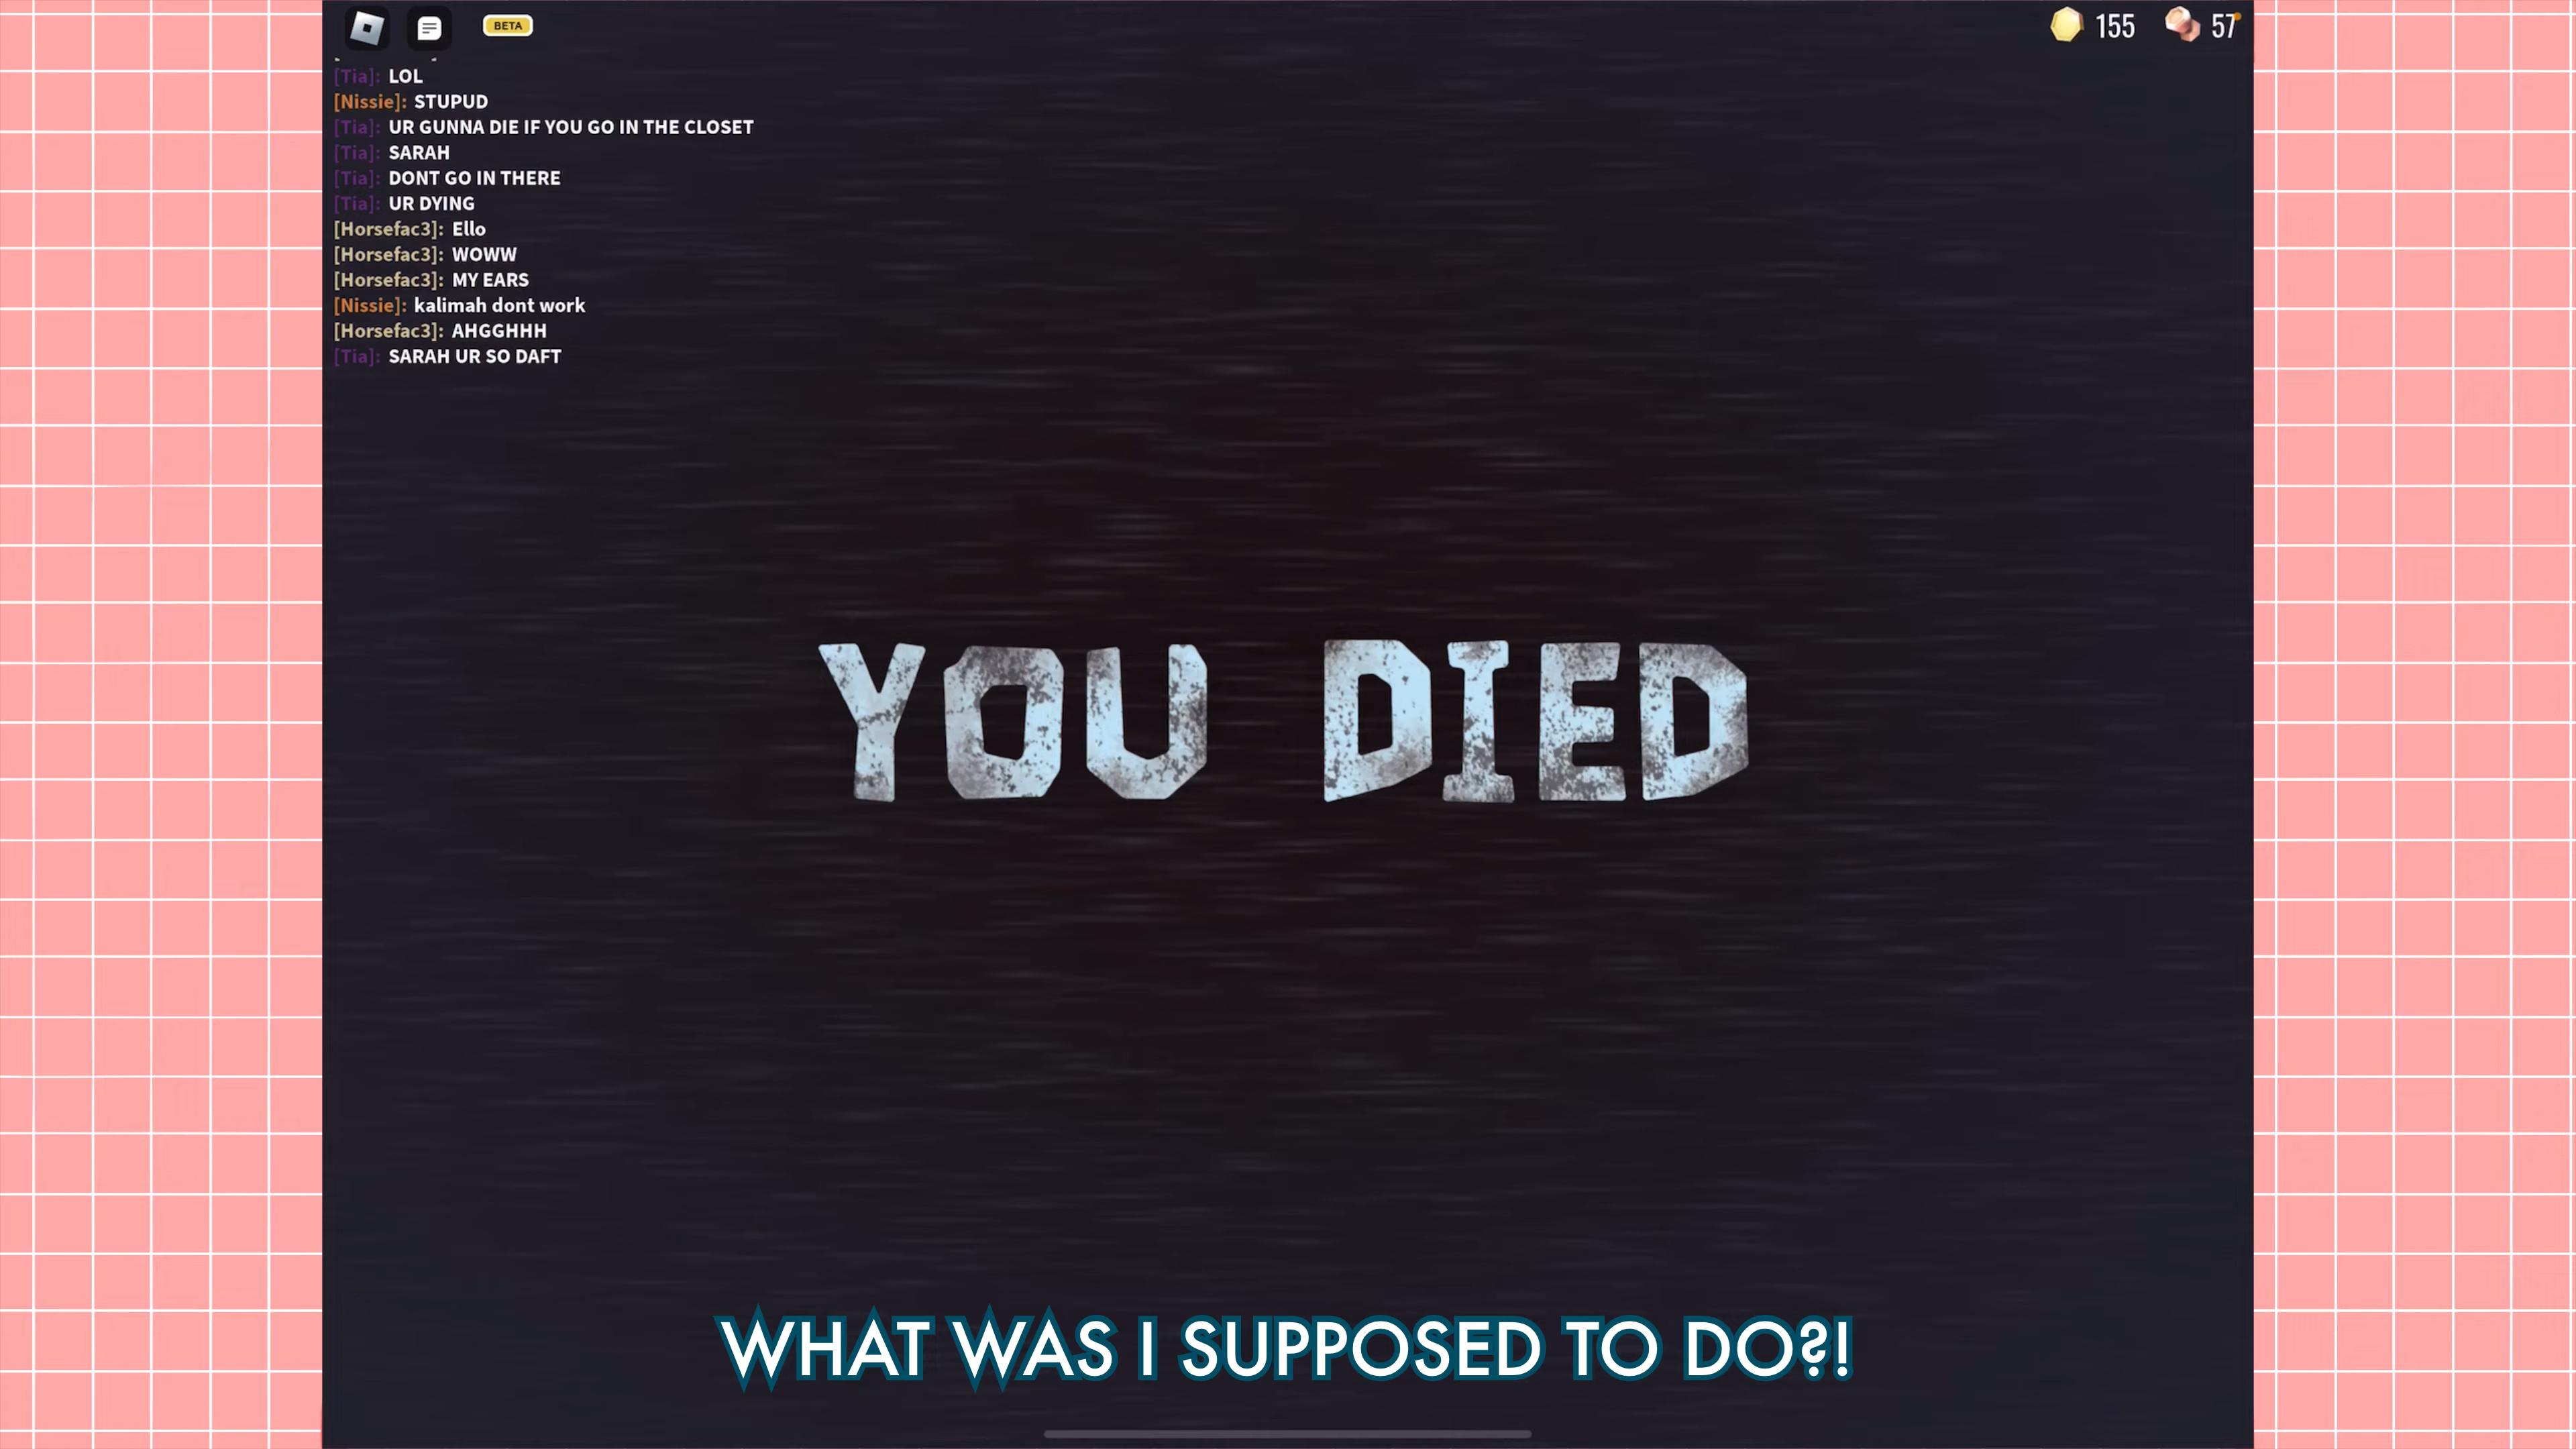 BETA
155 57
[Tia]: LOL
[Nissie]: STUPUD
[Tia]: UR GUNNA DIE IF YOU GO IN THE CLOSET
[Tia]: SARAH
[Tia]: DONT GO IN THERE
[Tia]: UR DYING
[Horsefac3]: Ello
[Horsefac3]: WOWW
[Horsefac3]: MY EARS
[Nissie]: kalimah dont work
[Horsefac3]: AHGGHHH
[Tia]: SARAH UR SO DAFT
YOU DIED
WHAT WAS I SUPPOSED TO DO?!